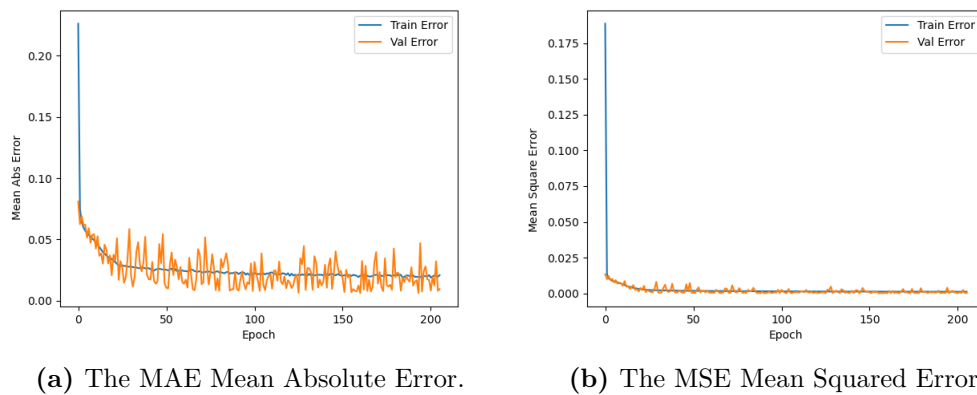 Train Error
Val Error
0.20
0.15
0.10
0.05
0.00
Mean Abs Error
0 50 100 150 200
Epoch
Train Error
Val Error
0.175
0.150
0.125
0.100
0.075
0.050
0.025
0.000
Mean Square Error
0 50 100 150 200
Epoch
(a) The MAE Mean Absolute Error.
(b) The MSE Mean Squared Error